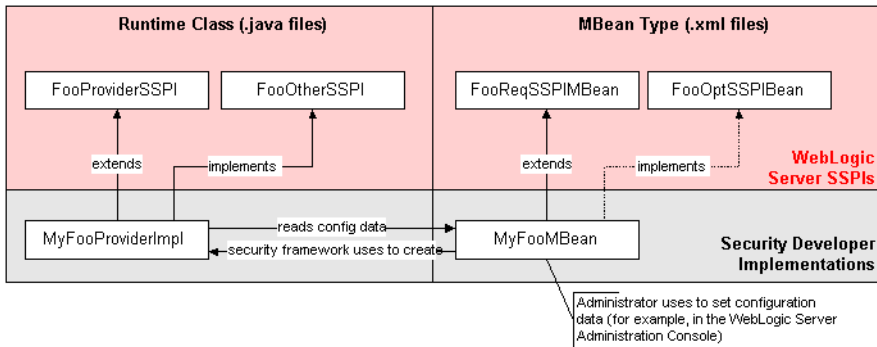 Runtime Class (.java files)
MBean Type (.xml files)
FooProviderSSPI
FooOtherSSPI
FooReqSSPIMBean
FooOptSSPIBean
extends
implements
extends
implements
WebLogic
Server SSPIs
MyFooProviderImpl
reads config data
security framework uses to create
MyFooMBean
Security Developer
Implementations
Administrator uses to set configuration
data (for example, in the WebLogic Server
Administration Console)